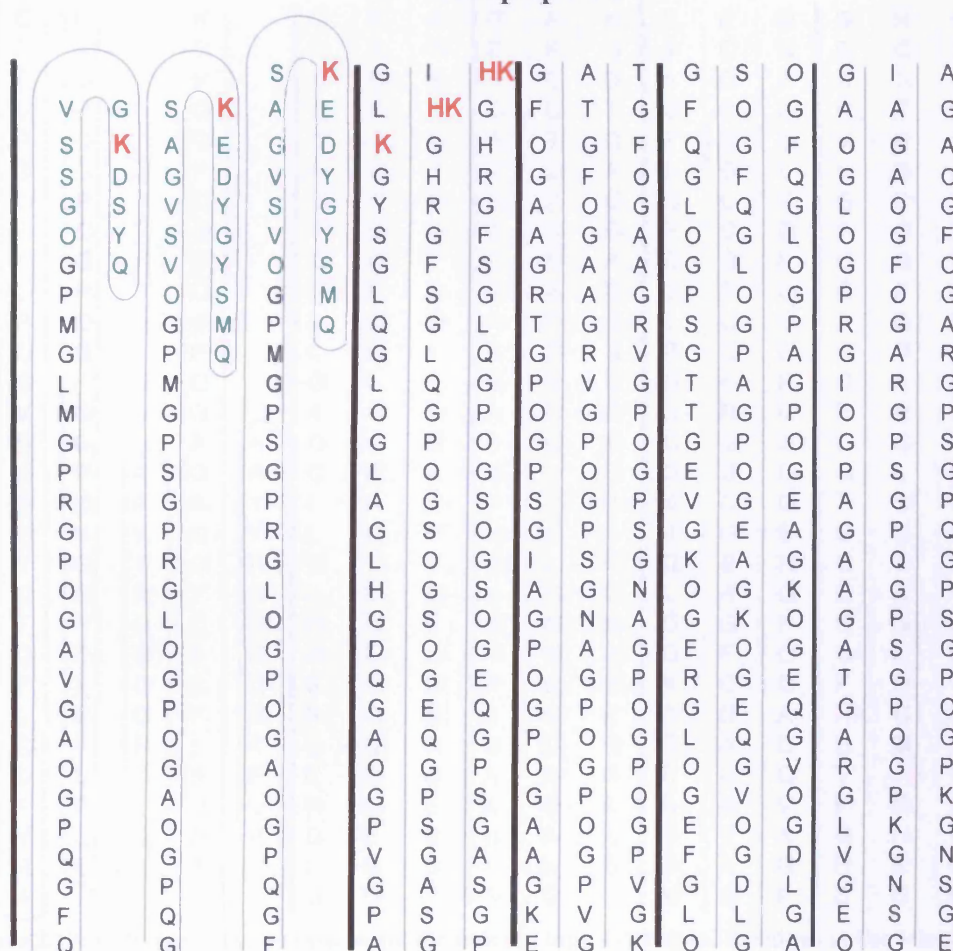 S K G I HK G A T G S O G I A
V G S K A E L HK G F T G F O G A A G
S K A E G D K G H O G F Q G F O G A
S D G D V Y G H R G F O G F Q G A O
G S V Y S G Y R G A O G L Q G L O G
O Y S G V Y S G F A G A O G L O G F
G Q V Y O S G F S G A A G L O G F O
P O S G M L S G R A G P O G P O G
M G M P Q Q G L T G R S G P R G A
G P Q M G L Q G R V G P A G A R
L M G L Q G P V G T A G I R G
M G P O G P O G P T G P O G P
G P S G P O G P O G P O G P S
P S G L O G P O G E O G P S G
R G P A G S S G P V G E A G P
G P R G S O G P S G E A G P Q
P R G L O G I S G K A G A Q G
O G L H G S A G N O G K A G P
G L O G S O G N A G K O G P S
A O G D O G P A G E O G A S G
V G P Q G E O G P R G E T G P
G P O G E Q G P O G E Q G P O
A O G A Q G P O G L Q G A O G
O G A O G P O G P O G V R G P
G A O G P S G P O G V O G P K
P O G P S G A O G E O G L K G
Q G P V G A A G P F G D V G N
G P Q G A S G P V G D L G N S
F Q G P S G K V G L L G E S G
Q G F A G P E G K O G L O G E